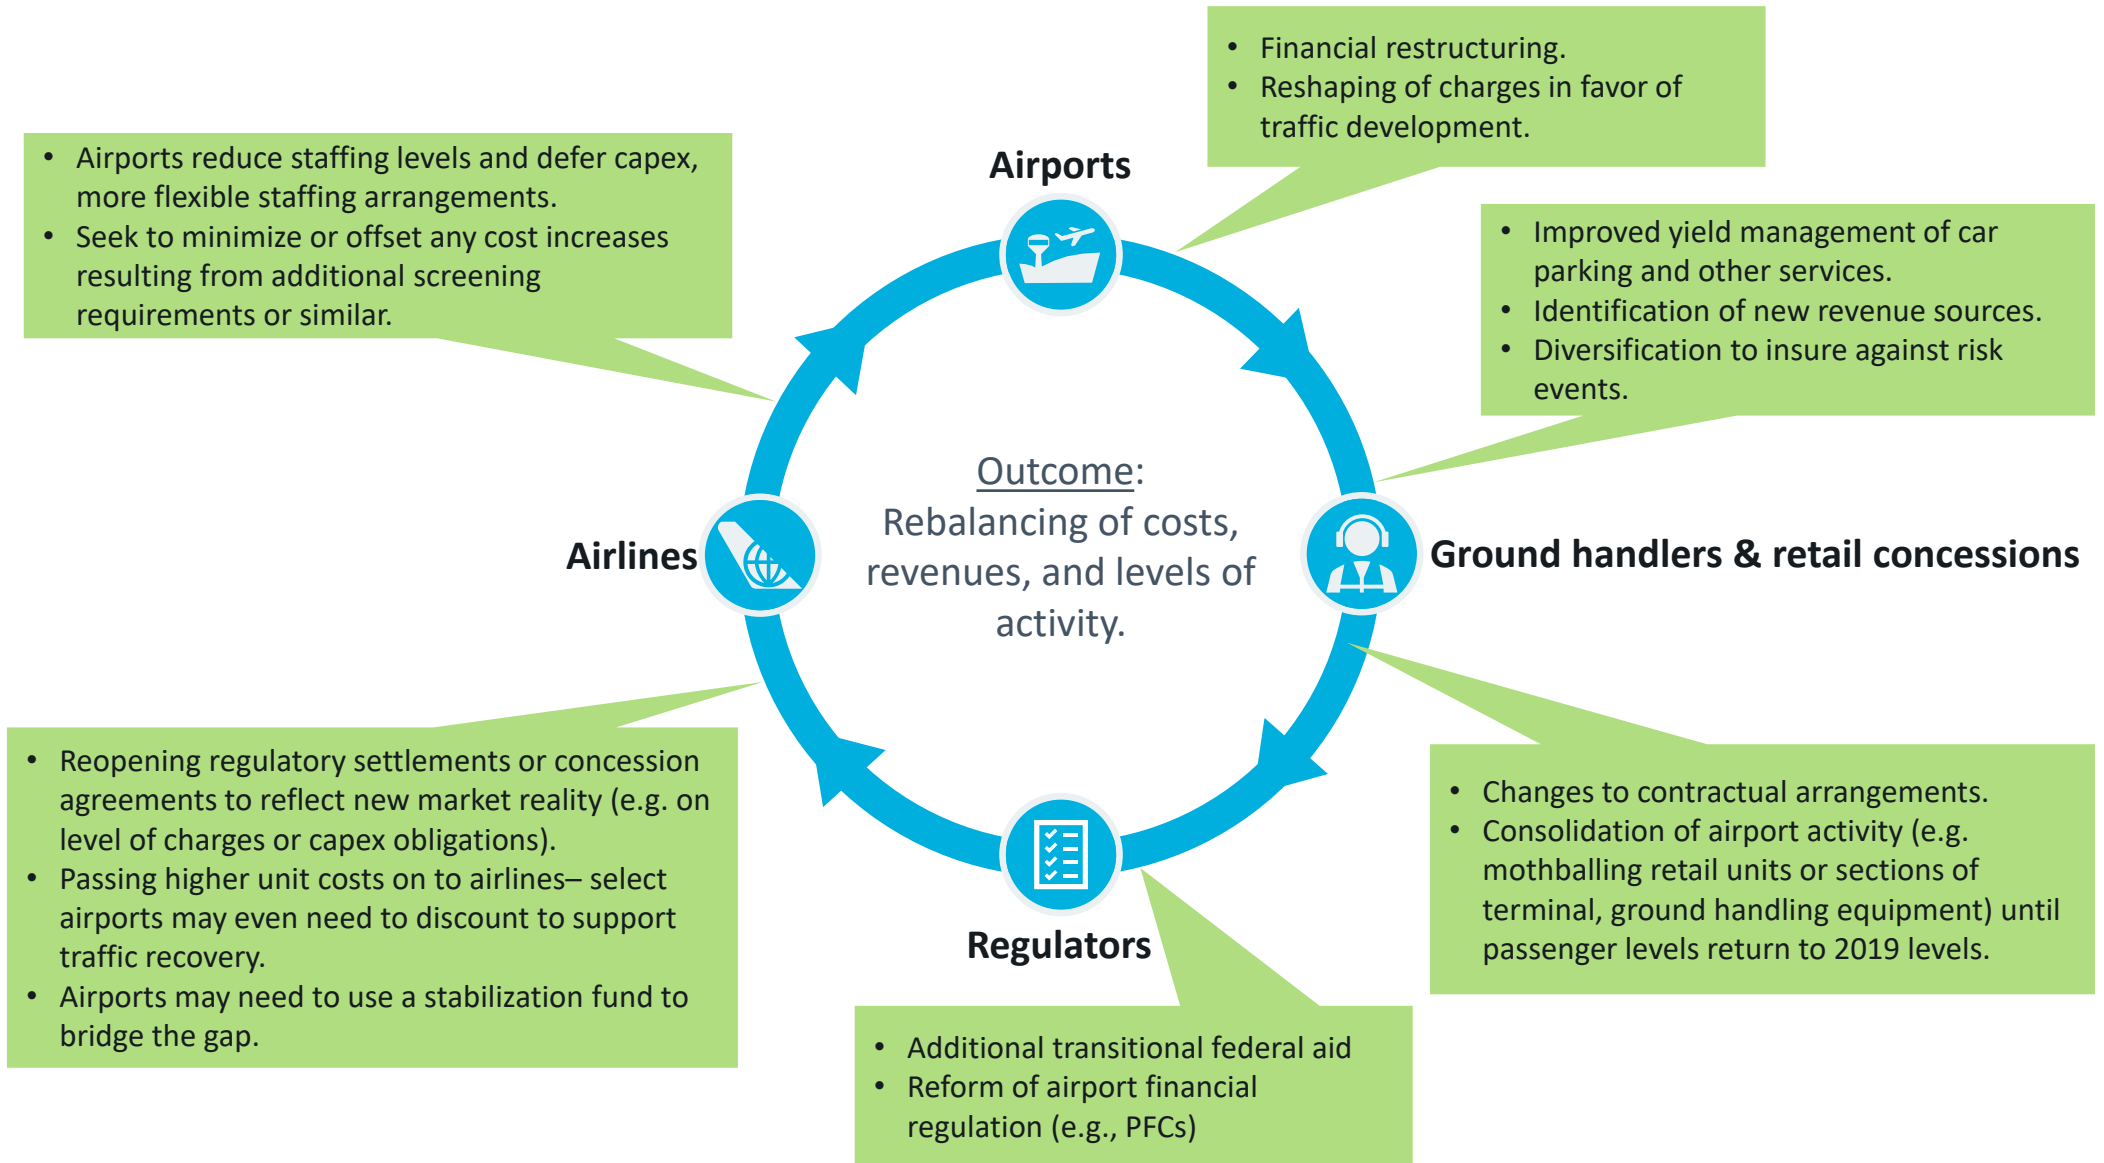 • Financial restructuring.
• Reshaping of charges in favor of
traffic development.
Airports
• Airports reduce staffing levels and defer capex,
more flexible staffing arrangements.
• Seek to minimize or offset any cost increases
resulting from additional screening
requirements or similar.
• Improved yield management of car
parking and other services.
• Identification of new revenue sources.
• Diversification to insure against risk
events.
Outcome:
Rebalancing of costs,
revenues, and levels of
activity.
Airlines
Ground handlers & retail concessions
• Reopening regulatory settlements or concession
agreements to reflect new market reality (e.g. on
level of charges or capex obligations).
• Passing higher unit costs on to airlines– select
airports may even need to discount to support
traffic recovery.
• Airports may need to use a stabilization fund to
bridge the gap.
• Changes to contractual arrangements.
• Consolidation of airport activity (e.g.
mothballing retail units or sections of
terminal, ground handling equipment) until
passenger levels return to 2019 levels.
Regulators
• Additional transitional federal aid
• Reform of airport financial
regulation (e.g., PFCs)